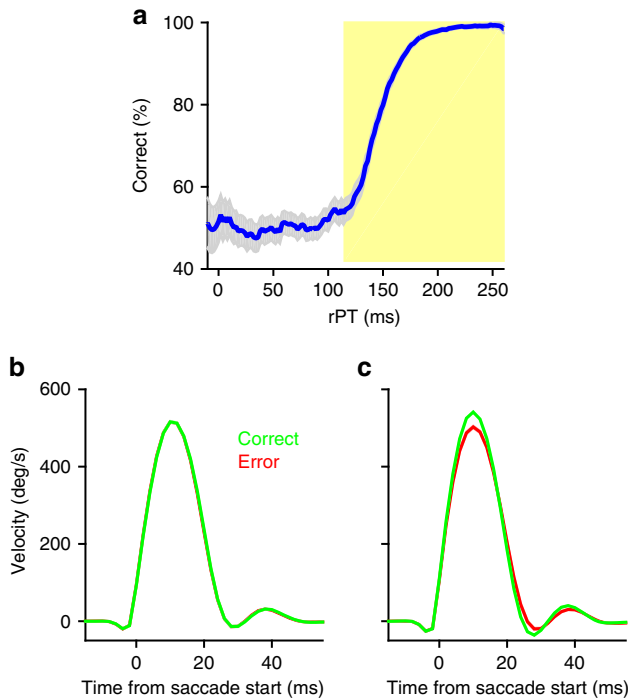 a
100
80
60
40
Correct (%)
0
50
100
150
200
250
rPT (ms)
b
600
400
200
0
Velocity (deg/s)
Correct
Error
0
20
40
Time from saccade start (ms)
c
0
20
40
Time from saccade start (ms)